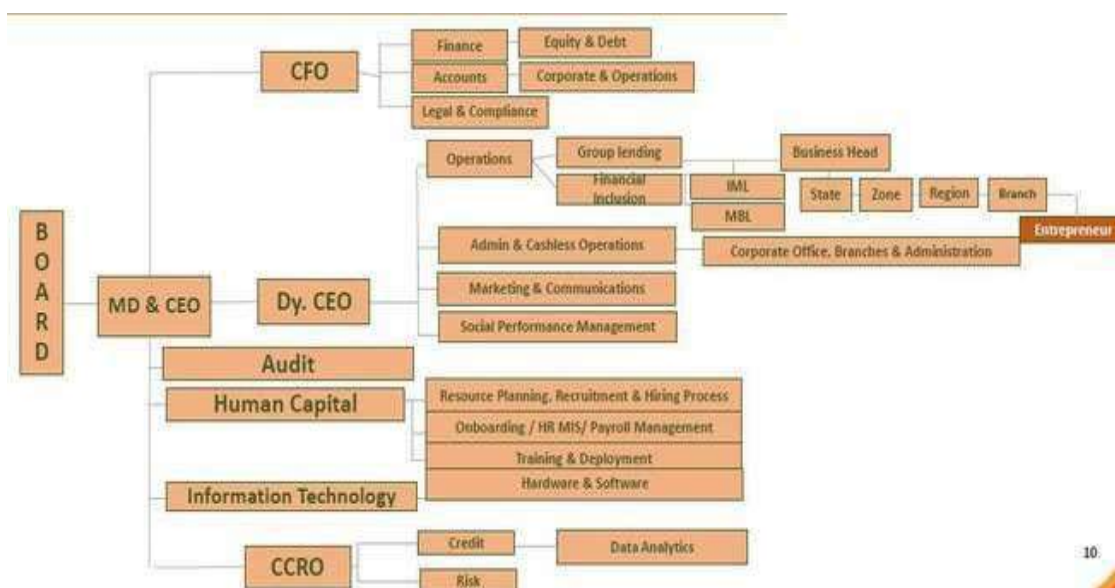 BOARD
MD & CEO
CFO
Finance
Equity & Debt
Accounts
Corporate & Operations
Legal & Compliance
Dy. CEO
Operations
Group lending
Financial
Inclusion
IML
MBL
Business Head
State
Zone
Region
Branch
Entrepreneur
Admin & Cashless Operations
Corporate Office, Branches & Administration
Marketing & Communications
Social Performance Management
Audit
Human Capital
Resource Planning, Recruitment & Hiring Process
Onboarding / HR MIS/ Payroll Management
Training & Deployment
Information Technology
Hardware & Software
CCRO
Credit
Data Analytics
Risk
10